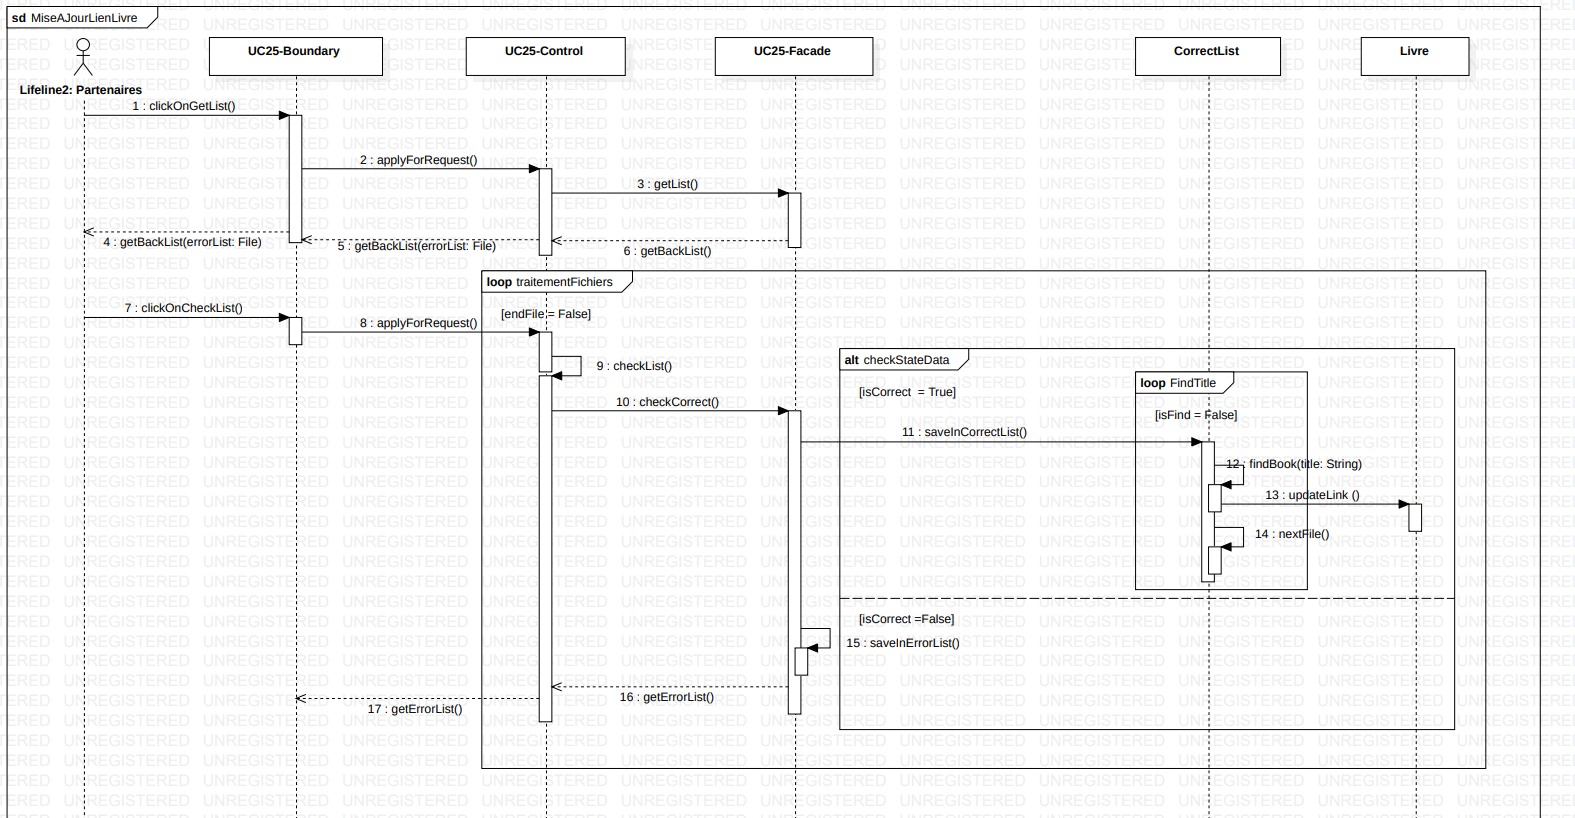 sd MiseAJourLienLivre
UC25-Boundary
UC25-Control
UC25-Facade
CorrectList
Livre
Lifeline2: Partenaires
1 : clickOnGetList()
2 : applyForRequest()
3 : getList()
4 : getBackList(errorList: File)
5 : getBackList(errorList: File)
6 : getBackList()
loop traitementFichiers
[endFile = False]
7 : clickOnCheckList()
8 : applyForRequest()
9 : checkList()
alt checkStateData
[isCorrect  = True]
loop FindTitle
[isFind = False]
10 : checkCorrect()
11 : saveInCorrectList()
12 : findBook(title: String)
13 : updateLink ()
14 : nextFile()
[isCorrect =False]
15 : saveInErrorList()
16 : getErrorList()
17 : getErrorList()
UNREGISTERED